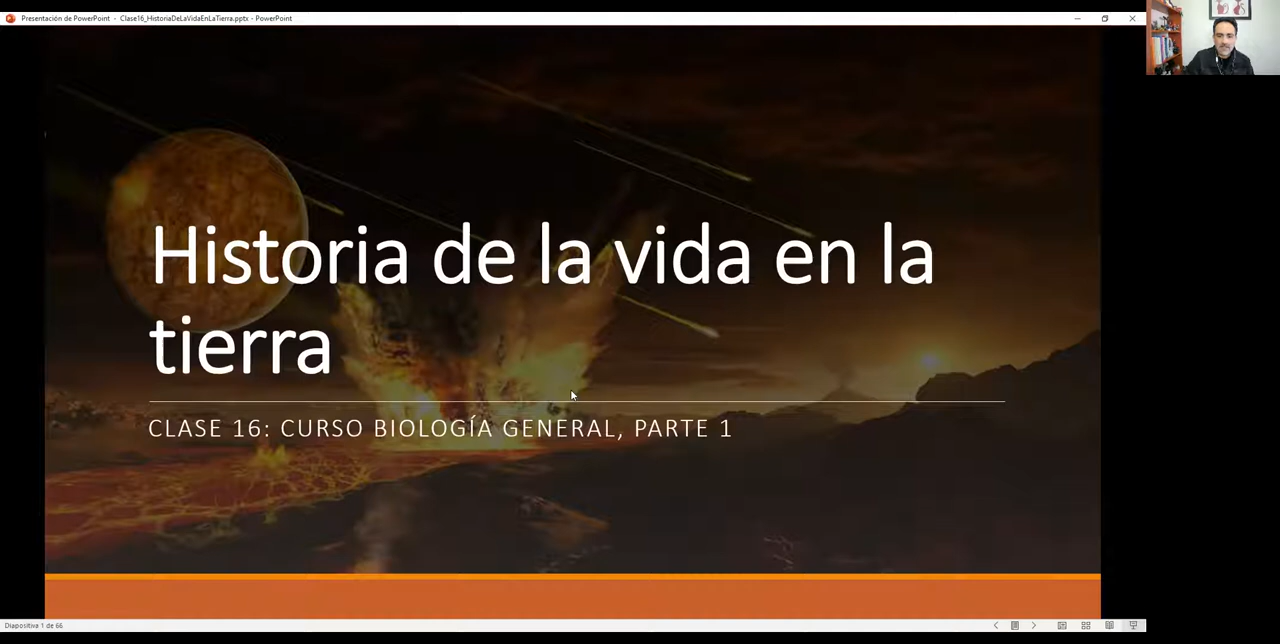 Presentación de PowerPoint - Clase16_HistoriaDeLaVidaEnLaTierra.pptx - PowerPoint
Historia de la vida en la
tierra
CLASE 16: CURSO BIOLOGÍA GENERAL, PARTE 1
Diapositiva 1 de 66